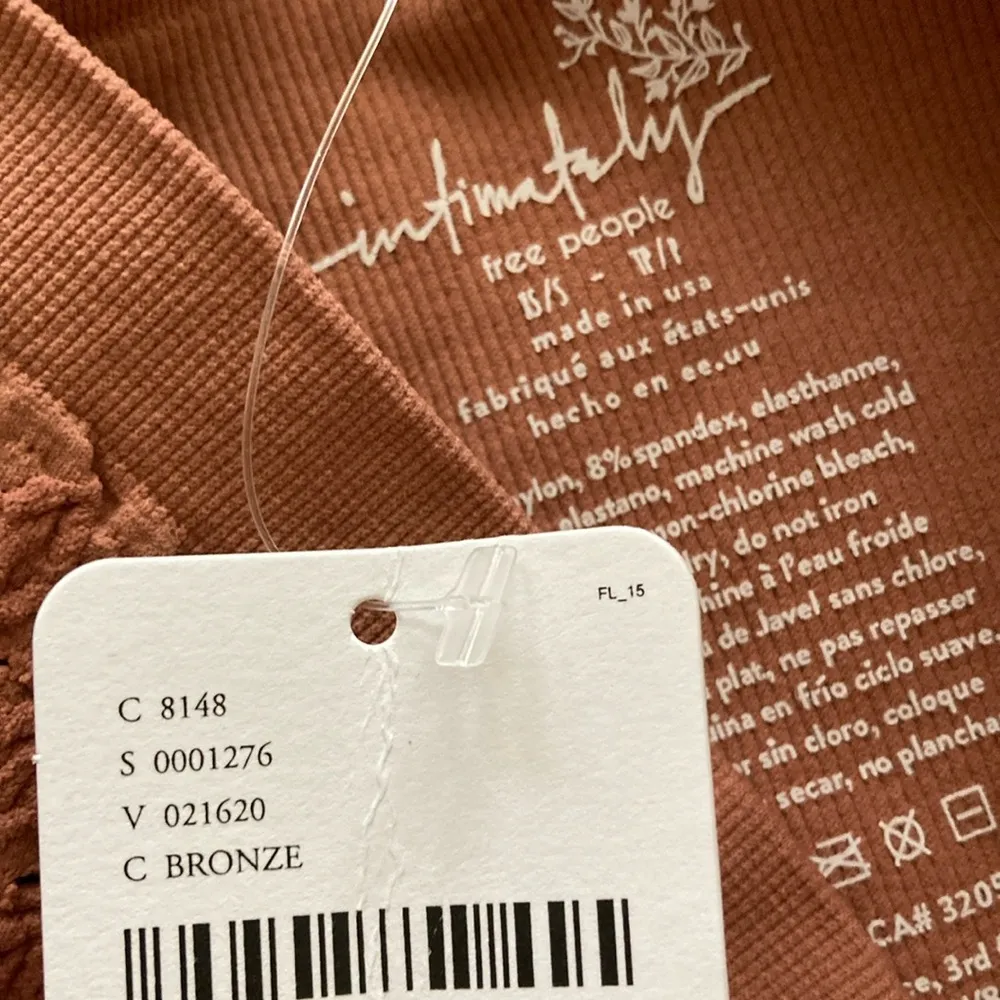 intimately
free people
XS/S - TP/P
made in usa
fabriqué aux états-unis
hecho en ee.uu
ylon, 8%spandex, elasthanne,
elastano, machine wash cold
non-chlorine bleach,
ry, do not iron
hine à l'eau froide
de Javel sans chlore,
plat, ne pas repasser
ina en frío ciclo suave,
r sin cloro, coloque
secar, no plancha
CA# 3205
e, 3rd
FL_15
C 8148
S 0001276
V 021620
C BRONZE